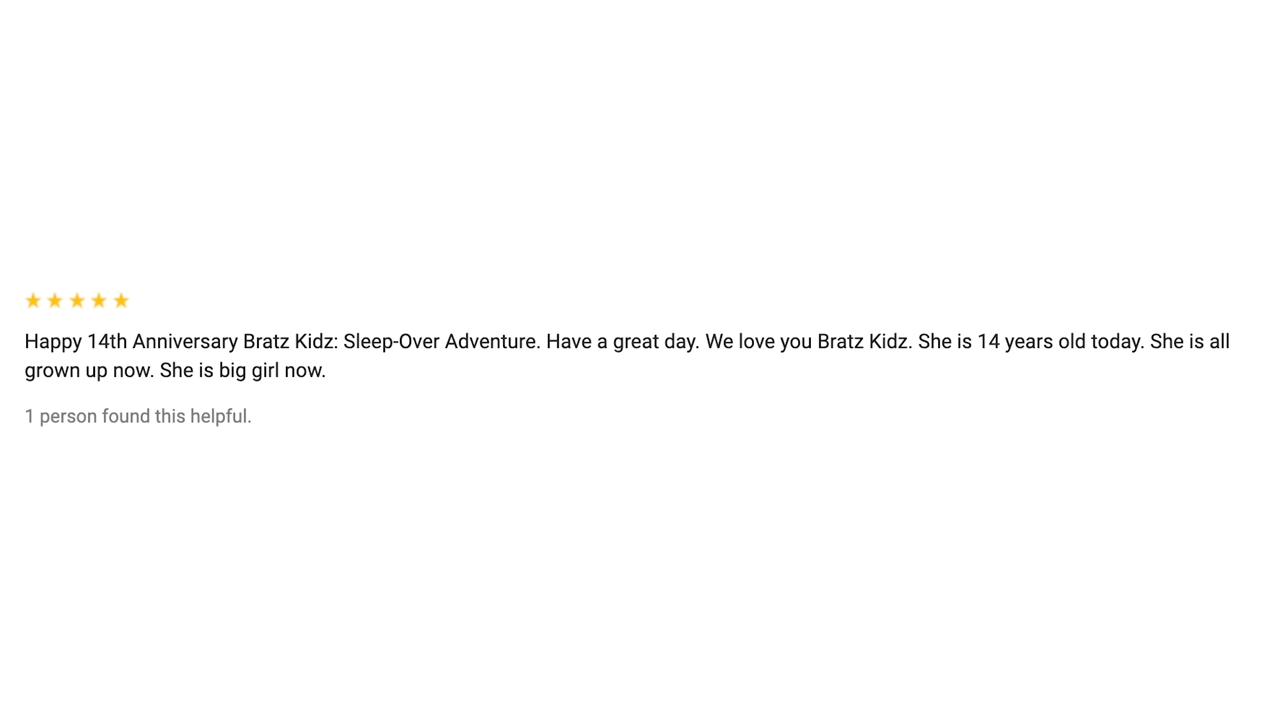 Happy 14th Anniversary Bratz Kidz: Sleep-Over Adventure. Have a great day. We love you Bratz Kidz. She is 14 years old today. She is all
grown up now. She is big girl now.
1 person found this helpful.